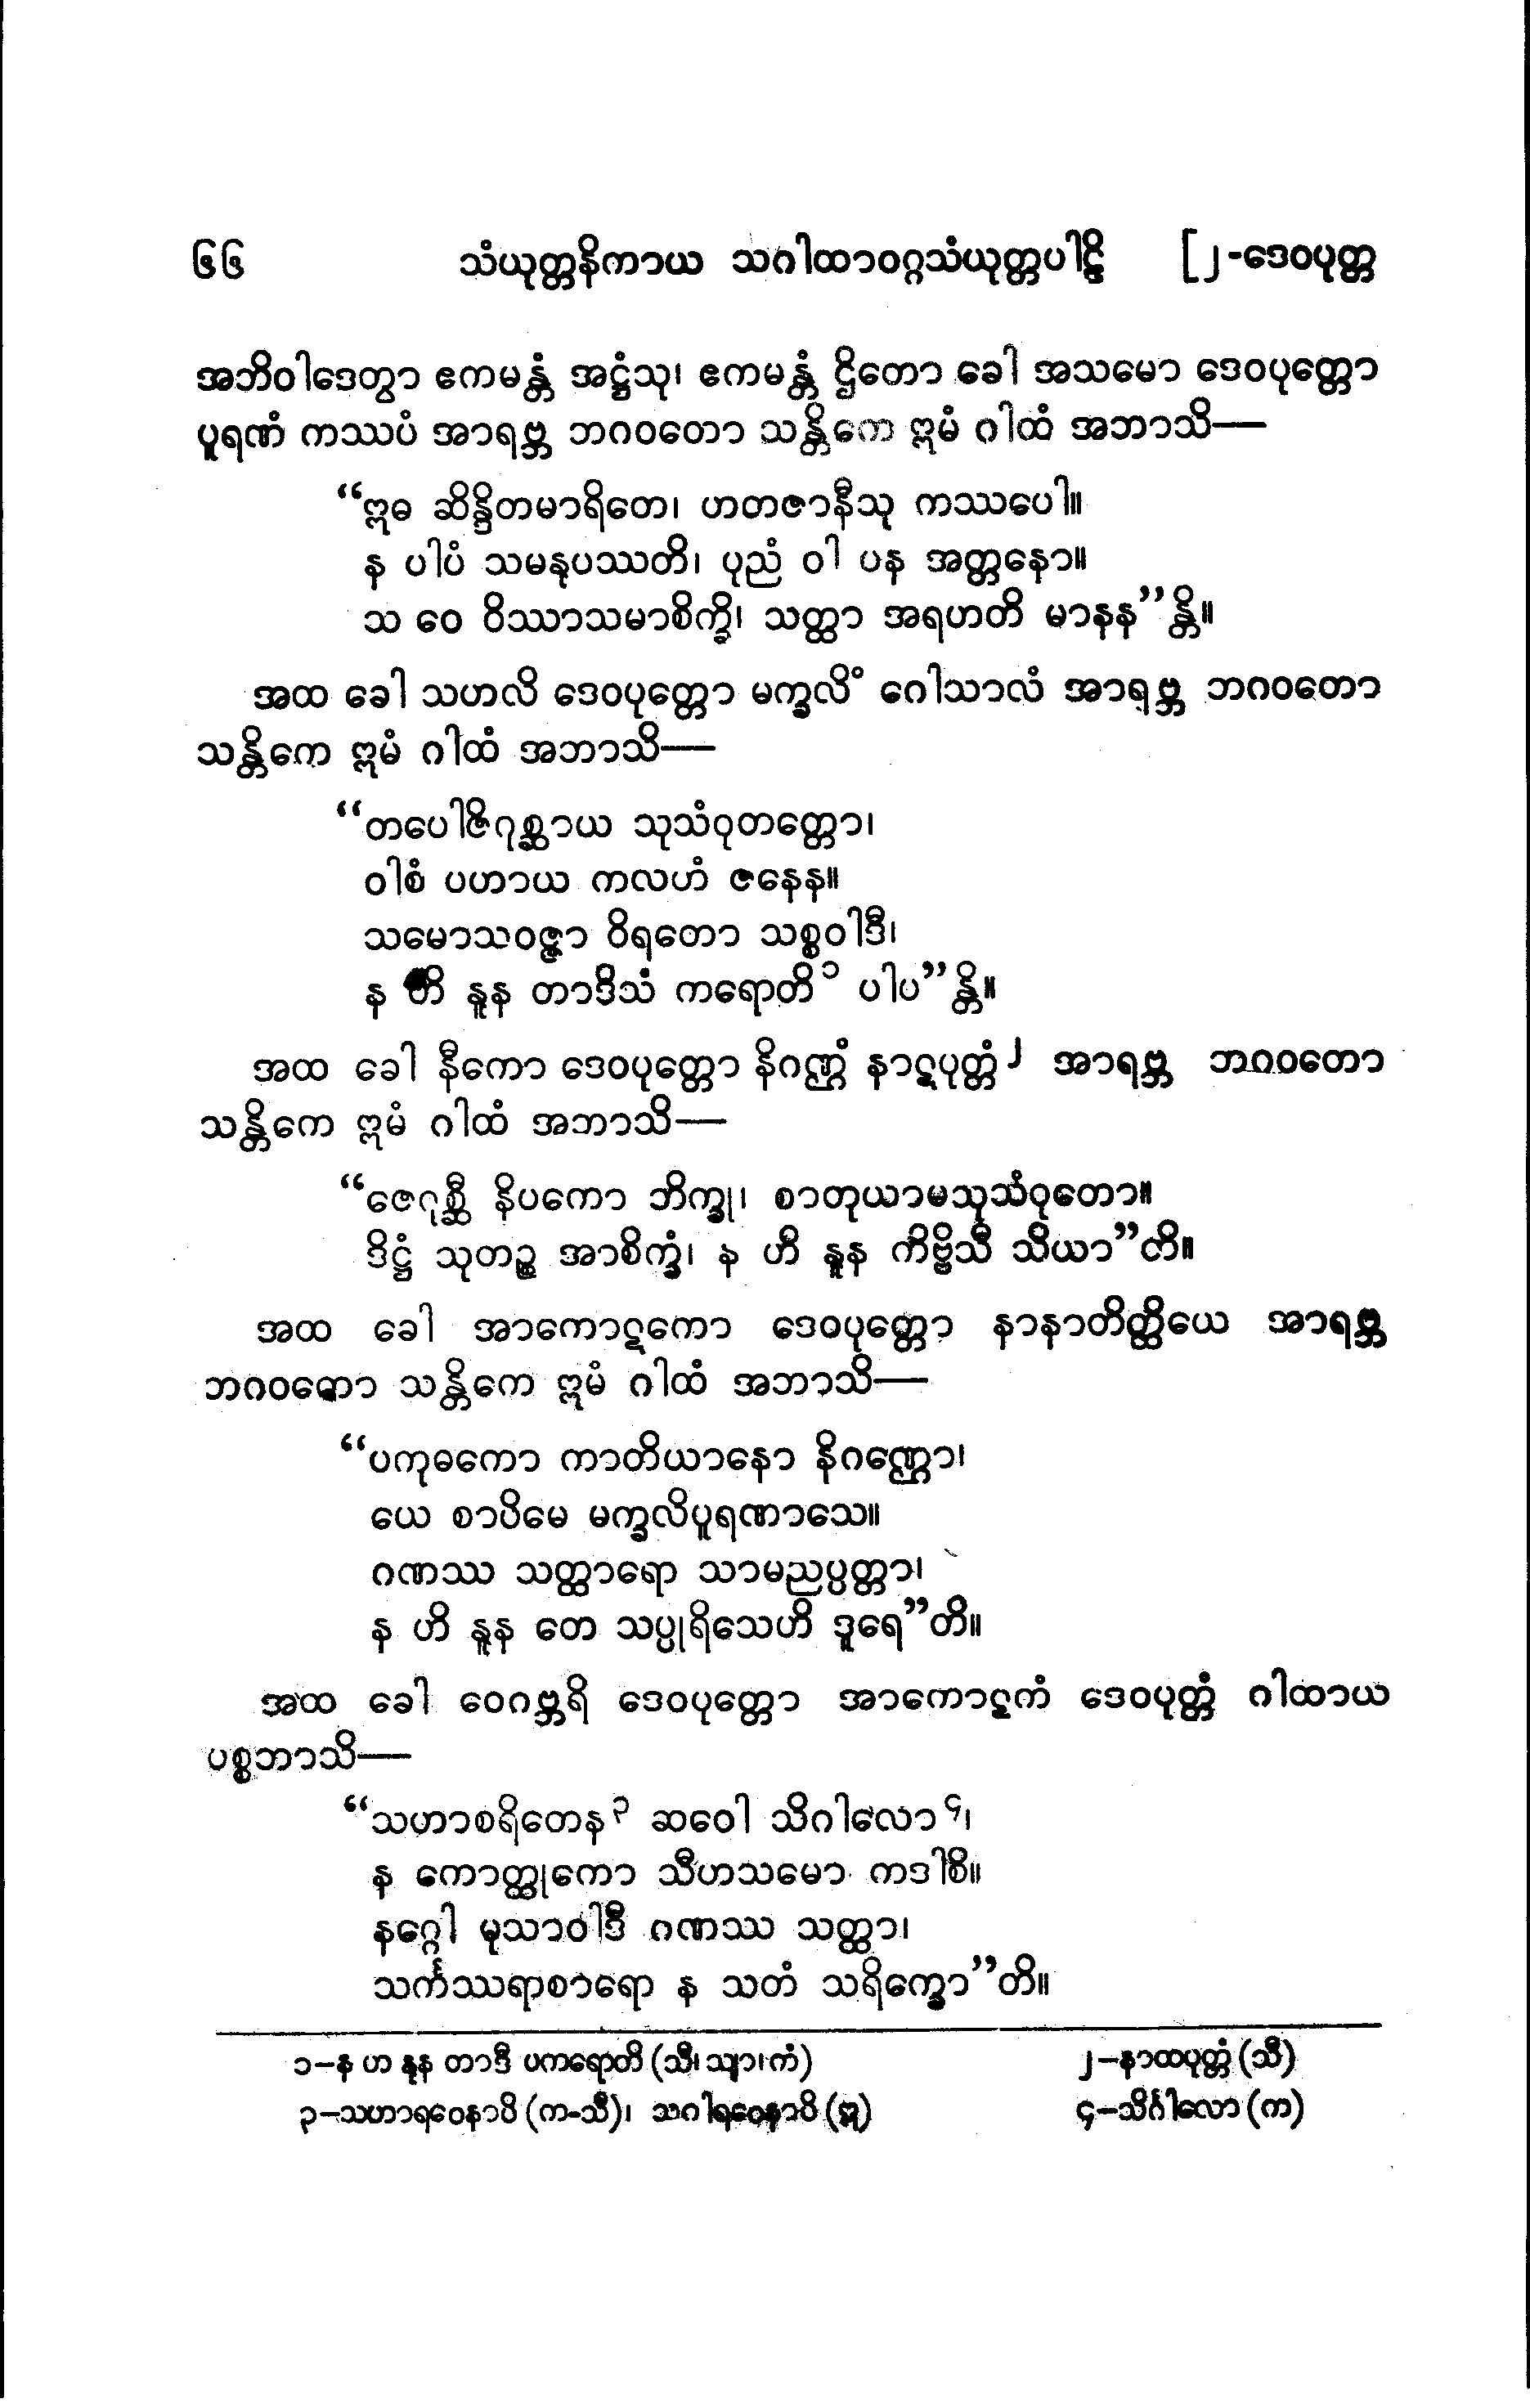 ၆၆ သံယုတ္တနိကာယ သဂါထာဝဂ္ဂသံယုတ္တပါဠိ [၂-ဒေဝပုတ္တ
အဘိဝါဒေတွာ ဧကမန္တံ အဋ္ဌံသု၊ ဧကမန္တံ ဌိတော ခေါ အသမော ဒေဝပုတ္တော
ပူရဏံ ကဿပံ အာရဗ္ဘ ဘဂဝတော သန္တိကေ ဣမံ ဂါထံ အဘာသိ—
“ဣဓ ဆိန္ဒိတမာရိတေ၊ ဟတဇာနီသု ကဿပေါ။
န ပါပံ သမနုပဿတိ၊ ပုညံ ဝါ ပန အတ္တနော။
သ ဝေ ဝိဿာသမာစိက္ခိ၊ သတ္ထာ အရဟတိ မာနန”န္တိ။
အထ ခေါ သဟလိ ဒေဝပုတ္တော မက္ခလိံ ဂေါသာလံ အာရဗ္ဘ ဘဂဝတော
သန္တိကေ ဣမံ ဂါထံ အဘာသိ—
“တပေါဇိဂုစ္ဆာယ သုသံဝုတတ္တော၊
ဝါစံ ပဟာယ ကလဟံ ဇနေန။
သမောသဝဇ္ဇာ ဝိရတော သစ္စဝါဒီ၊
န ဟိ နူန တာဒိသံ ကရောတိ၁ ပါပ”န္တိ။
အထ ခေါ နီကော ဒေဝပုတ္တော နိဂဏ္ဌံ နာဋပုတ္တံ၂ အာရဗ္ဘ ဘဂဝတော
သန္တိကေ ဣမံ ဂါထံ အဘာသိ—
“ဇေဂုစ္ဆီ နိပကော ဘိက္ခု၊ စာတုယာမသုသံဝုတော။
ဒိဋ္ဌံ သုတဉ္စ အာစိက္ခံ၊ န ဟိ နူန ကိဗ္ဗိသီ သိယာ”တိ။
အထ ခေါ အာကောဋကော ဒေဝပုတ္တော နာနာတိတ္ထိယေ အာရဗ္ဘ
ဘဂဝတော သန္တိကေ ဣမံ ဂါထံ အဘာသိ—
“ပကုဓကော ကာတိယာနော နိဂဏ္ဌော၊
ယေ စာပိမေ မက္ခလိပူရဏာသေ။
ဂဏဿ သတ္ထာရော သာမညပ္ပတ္တာ၊
န ဟိ နူန တေ သပ္ပုရိသေဟိ ဒူရေ”တိ။
အထ ခေါ ဝေဂဗ္ဘရိ ဒေဝပုတ္တော အာကောဋကံ ဒေဝပုတ္တံ ဂါထာယ
ပစ္စဘာသိ—
“သဟာစရိတေန၃ ဆဝေါ သိဂါလော၄၊
န ကောတ္ထုကော သီဟသမော ကဒါစိ။
နဂ္ဂေါ မုသာဝါဒီ ဂဏဿ သတ္ထာ၊
သင်္ကဿရာစာရော န သတံ သရိက္ခော”တိ။
၁–န ဟ နုန တာဒီ ပကရောတိ (သီ၊ သျာ၊ ကံ) ၂–နာထပုတ္တံ (သီ)
၃–သဟာရဝေနာပိ (က-သီ)၊ သဂါရဝေနာပိ (ဣ) ၄–သိင်္ဂါလော (က)